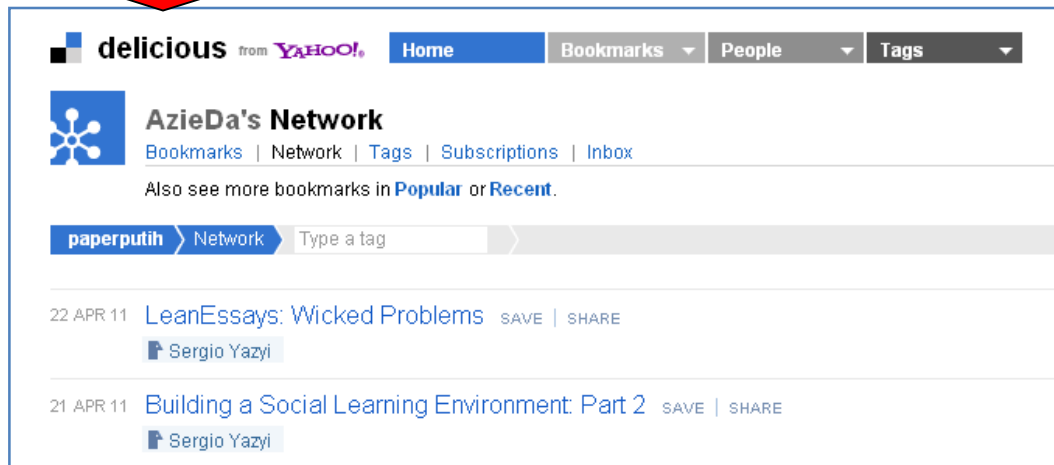 delicious from YAHOO! Home Bookmarks People Tags
AzieDa's Network
Bookmarks | Network | Tags | Subscriptions | Inbox
Also see more bookmarks in Popular or Recent.
paperputih Network Type a tag
22 APR 11 LeanEssays: Wicked Problems SAVE | SHARE
Sergio Yazyi
21 APR 11 Building a Social Learning Environment: Part 2 SAVE | SHARE
Sergio Yazyi